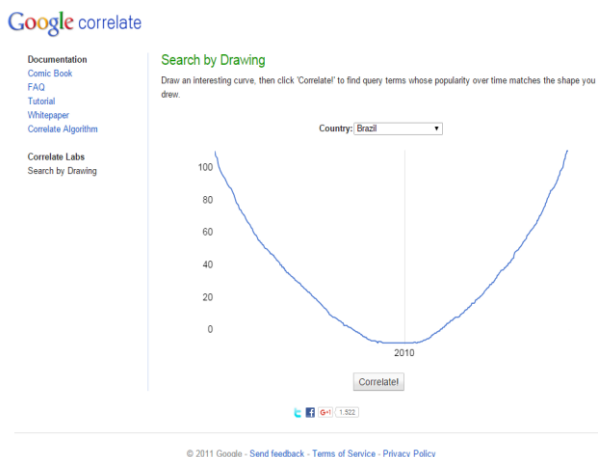 Google correlate
Documentation
Comic Book
FAQ
Tutorial
Whitepaper
Correlate Algorithm
Correlate Labs
Search by Drawing
Search by Drawing
Draw an interesting curve, then click 'Correlate!' to find query terms whose popularity over time matches the shape you
drew.
Country: Brazil
100
80
60
40
20
0
2010
Correlate!
G+1 1,522
© 2011 Google - Send feedback - Terms of Service - Privacy Policy